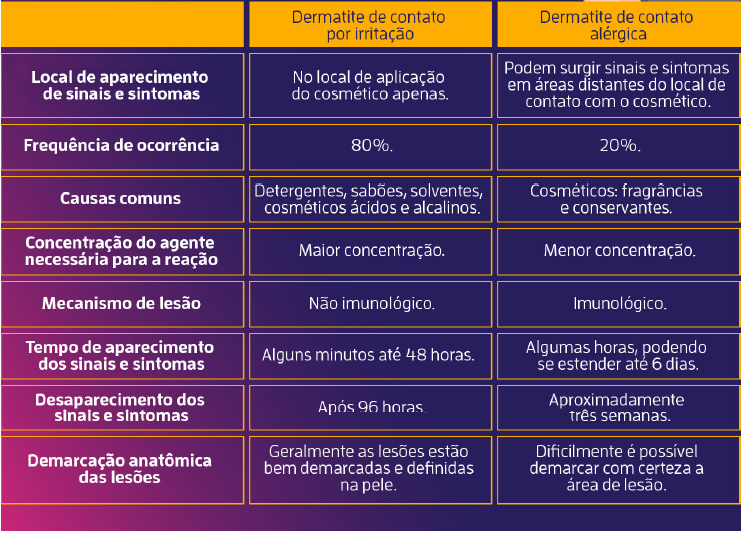 Dermatite de contato
por irritação
Dermatite de contato
alérgica
Local de aparecimento
de sinais e sintomas
No local de aplicação
do cosmético apenas.
Podem surgir sinais e sintomas
em áreas distantes do local de
contato com o cosmético.
Frequência de ocorrência
80%.
20%.
Causas comuns
Detergentes, sabões, solventes,
cosméticos ácidos e alcalinos.
Cosméticos: fragrâncias
e conservantes.
Concentração do agente
necessária para a reação
Maior concentração.
Menor concentração.
Mecanismo de lesão
Não imunológico.
Imunológico.
Tempo de aparecimento
dos sinais e sintomas
Alguns minutos até 48 horas.
Algumas horas, podendo
se estender até 6 dias.
Desaparecimento dos
sinais e sintomas
Após 96 horas.
Aproximadamente
três semanas.
Demarcação anatômica
das lesões
Geralmente as lesões estão
bem demarcadas e definidas
na pele.
Dificilmente é possível
demarcar com certeza a
área de lesão.